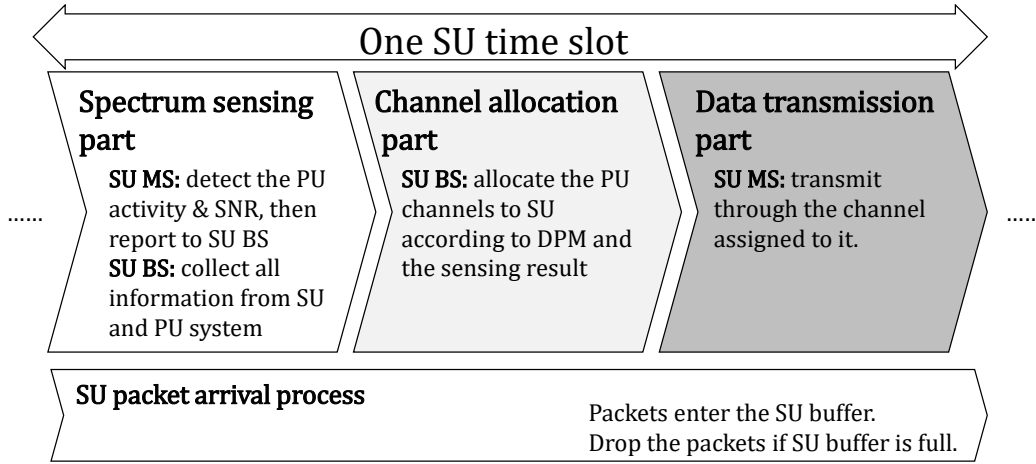 One SU time slot
Spectrum sensing
part
SU MS: detect the PU
activity & SNR, then
report to SU BS
SU BS: collect all
information from SU
and PU system
Channel allocation
part
SU BS: allocate the PU
channels to SU
according to DPM and
the sensing result
Data transmission
part
SU MS: transmit
through the channel
assigned to it.
......
.....
SU packet arrival process
Packets enter the SU buffer.
Drop the packets if SU buffer is full.